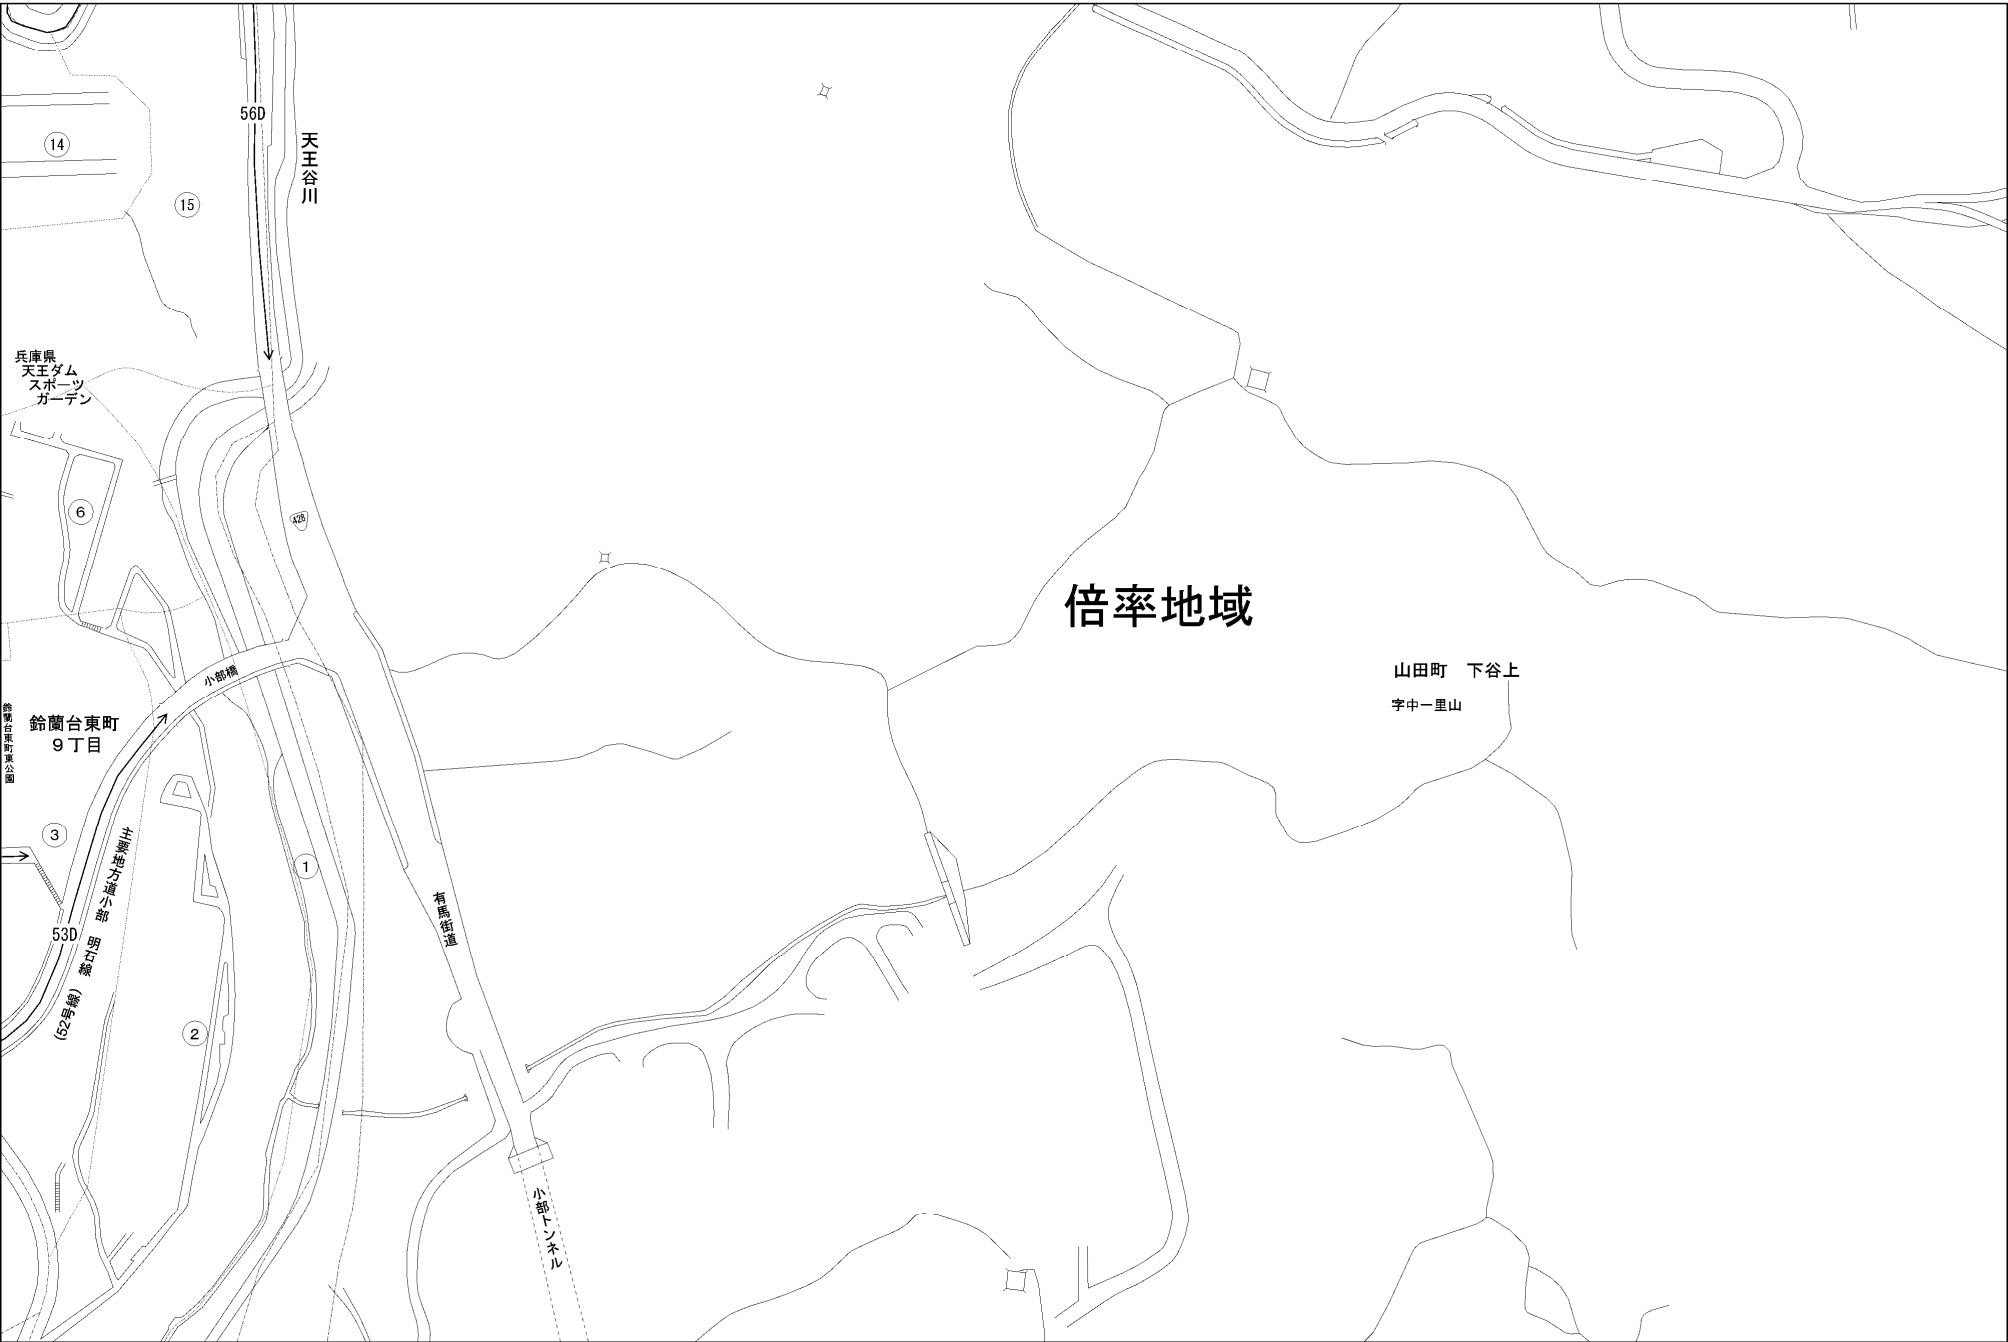 56D
天王谷川
14
15
兵庫県
天王ダム
スポーツ
ガーデン
6
428
倍率地域
小部橋
山田町　下谷上
字中一里山
鈴蘭台東町東公園
鈴蘭台東町
9丁目
3
1
主要地方道小部　明石線
(52号線)
53D
有馬街道
2
小部トンネル